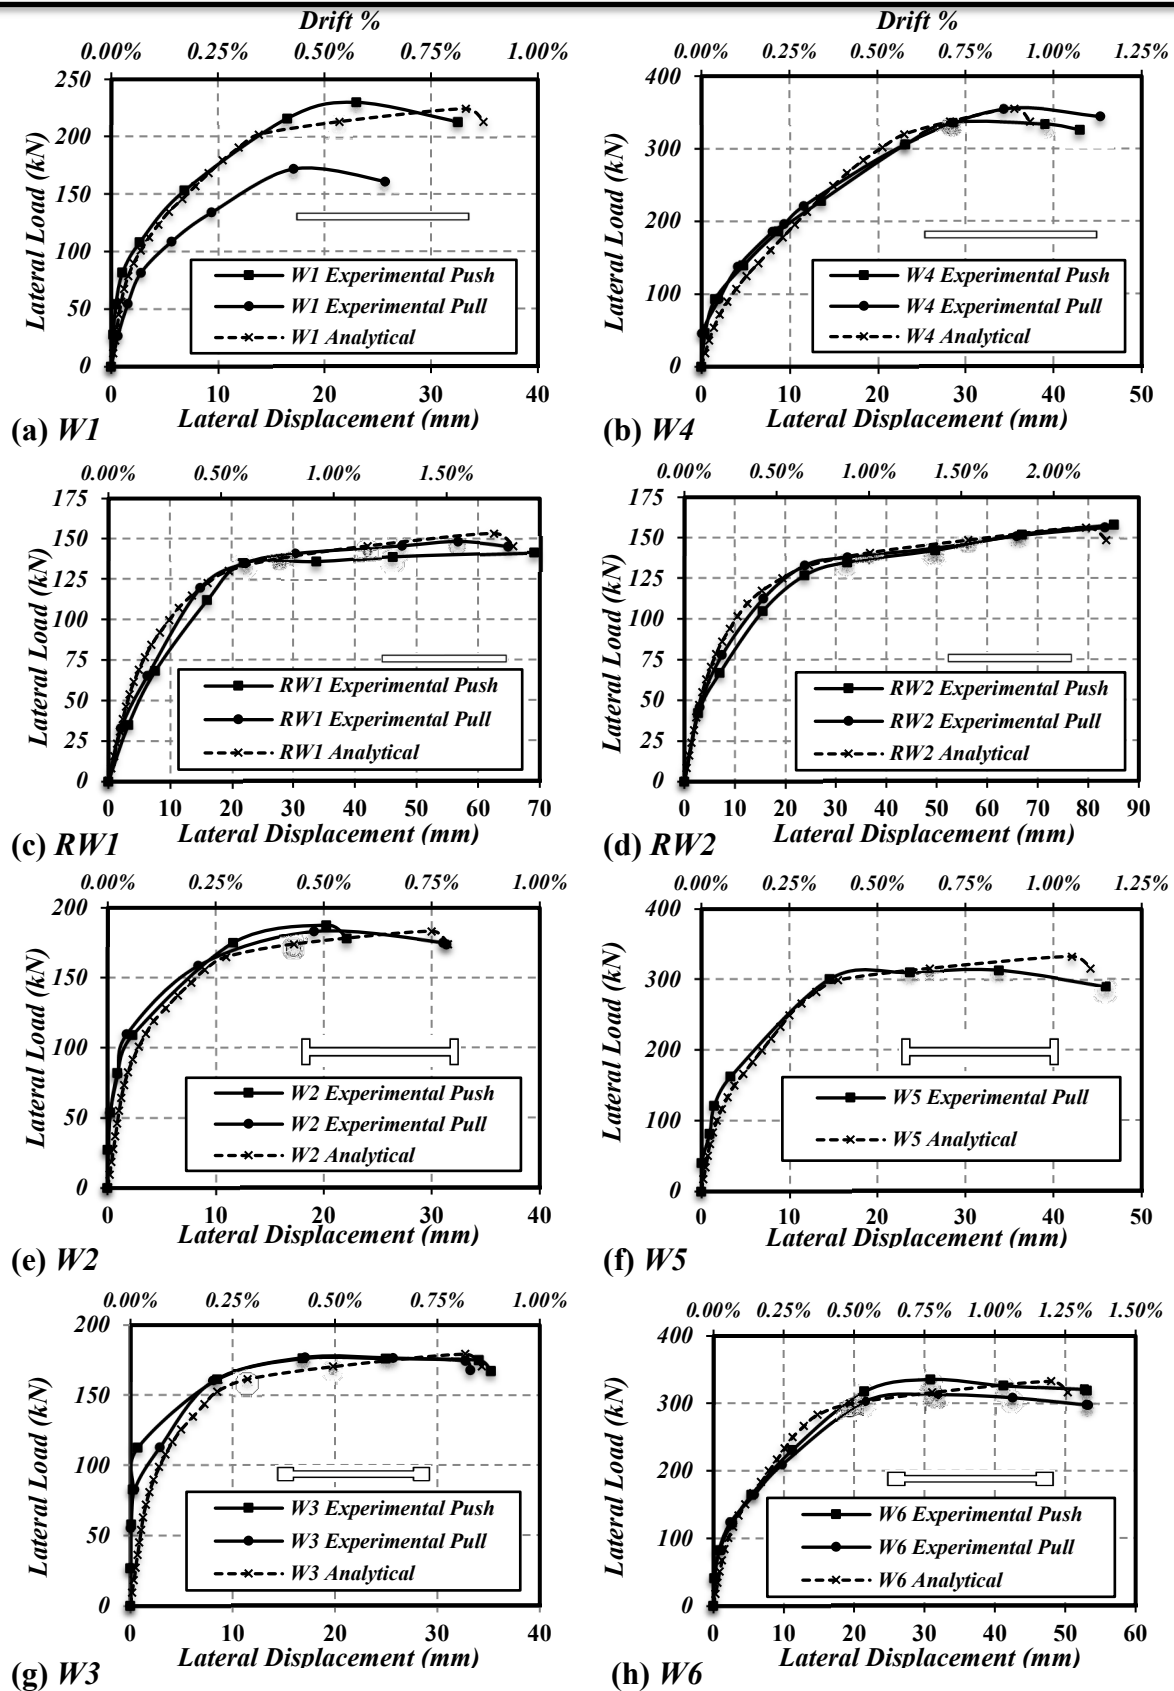 Drift %
0.00% 0.25% 0.50% 0.75% 1.00%
250
200
150
100
50
0
Lateral Load (kN)
W1 Experimental Push
W1 Experimental Pull
W1 Analytical
0 10 20 30 40
Lateral Displacement (mm)
(a) W1
Drift %
0.00% 0.25% 0.50% 0.75% 1.00% 1.25%
400
300
200
100
0
Lateral Load (kN)
W4 Experimental Push
W4 Experimental Pull
W4 Analytical
0 10 20 30 40 50
Lateral Displacement (mm)
(b) W4
0.00% 0.50% 1.00% 1.50%
175
150
125
100
75
50
25
0
Lateral Load (kN)
RW1 Experimental Push
RW1 Experimental Pull
RW1 Analytical
0 10 20 30 40 50 60 70
Lateral Displacement (mm)
(c) RW1
0.00% 0.50% 1.00% 1.50% 2.00%
175
150
125
100
75
50
25
0
Lateral Load (kN)
RW2 Experimental Push
RW2 Experimental Pull
RW2 Analytical
0 10 20 30 40 50 60 70 80 90
Lateral Displacement (mm)
(d) RW2
0.00% 0.25% 0.50% 0.75% 1.00%
200
150
100
50
0
Lateral Load (kN)
W2 Experimental Push
W2 Experimental Pull
W2 Analytical
0 10 20 30 40
Lateral Displacement (mm)
(e) W2
0.00% 0.25% 0.50% 0.75% 1.00% 1.25%
400
300
200
100
0
Lateral Load (kN)
W5 Experimental Pull
W5 Analytical
0 10 20 30 40 50
Lateral Displacement (mm)
(f) W5
0.00% 0.25% 0.50% 0.75% 1.00%
200
150
100
50
0
Lateral Load (kN)
W3 Experimental Push
W3 Experimental Pull
W3 Analytical
0 10 20 30 40
Lateral Displacement (mm)
(g) W3
0.00% 0.25% 0.50% 0.75% 1.00% 1.25% 1.50%
400
300
200
100
0
Lateral Load (kN)
W6 Experimental Push
W6 Experimental Pull
W6 Analytical
0 10 20 30 40 50 60
Lateral Displacement (mm)
(h) W6